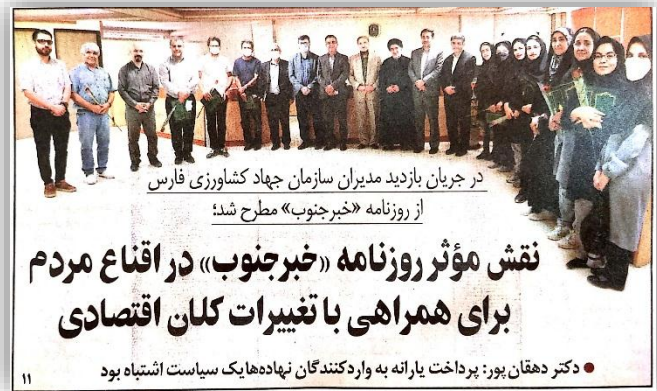 در جریان بازدید مدیران سازمان جهاد کشاورزی فارس
از روزنامه «خبرجنوب» مطرح شد؛
نقش مؤثر روزنامه «خبرجنوب» در اقناع مردم
برای همراهی با تغییرات کلان اقتصادی
● دکتر دهقان‌پور: پرداخت یارانه به واردکنندگان نهاده‌ها یک سیاست اشتباه بود
۱۱